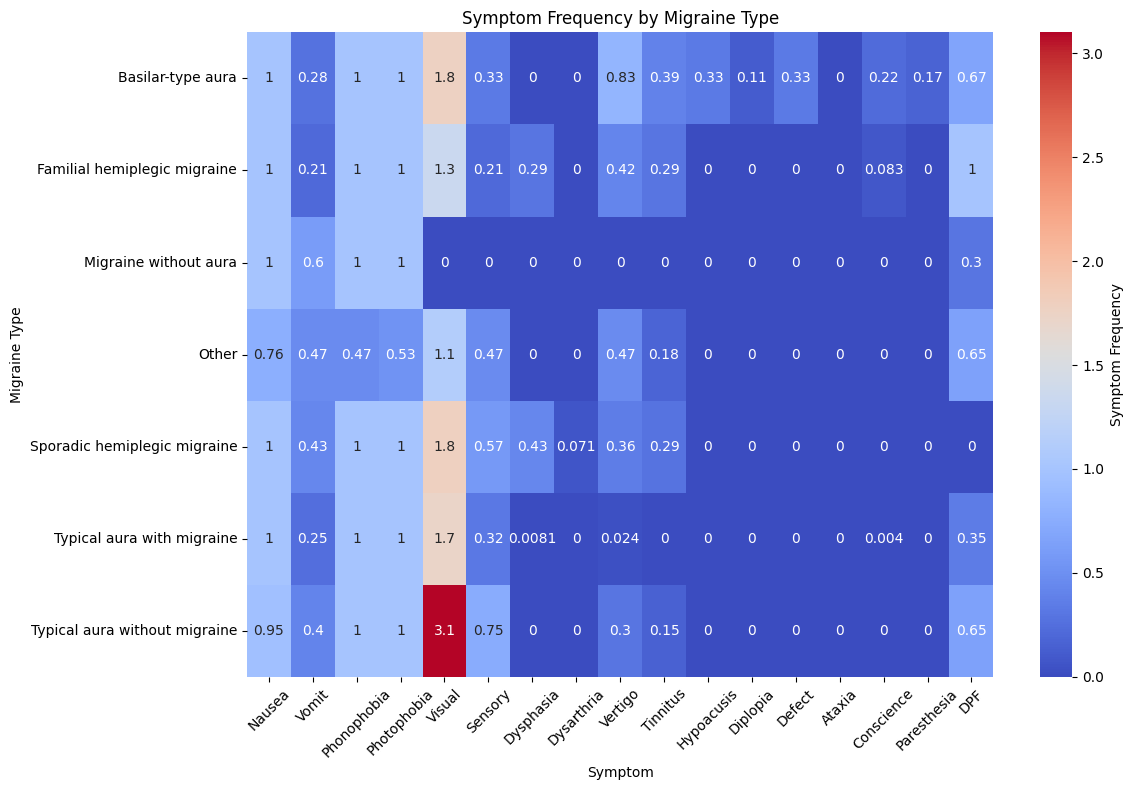 Symptom Frequency by Migraine Type
Basilar-type aura 1 0.28 1 1 1.8 0.33 0 0 0.83 0.39 0.33 0.11 0.33 0 0.22 0.17 0.67
Familial hemiplegic migraine 1 0.21 1 1 1.3 0.21 0.29 0 0.42 0.29 0 0 0 0 0.083 0 1
Migraine without aura 1 0.6 1 1 0 0 0 0 0 0 0 0 0 0 0 0 0.3
Other 0.76 0.47 0.47 0.53 1.1 0.47 0 0 0.47 0.18 0 0 0 0 0 0 0.65
Sporadic hemiplegic migraine 1 0.43 1 1 1.8 0.57 0.43 0.071 0.36 0.29 0 0 0 0 0 0 0
Typical aura with migraine 1 0.25 1 1 1.7 0.32 0.0081 0 0.024 0 0 0 0 0 0.004 0 0.35
Typical aura without migraine 0.95 0.4 1 1 3.1 0.75 0 0 0.3 0.15 0 0 0 0 0 0 0.65
Nausea Vomit Phonophobia Photophobia Visual Sensory Dysphasia Dysarthria Vertigo Tinnitus Hypoacusis Diplopia Defect Ataxia Conscience Paresthesia DPF
Symptom
Migraine Type
3.0
2.5
2.0
1.5
1.0
0.5
0.0
Symptom Frequency